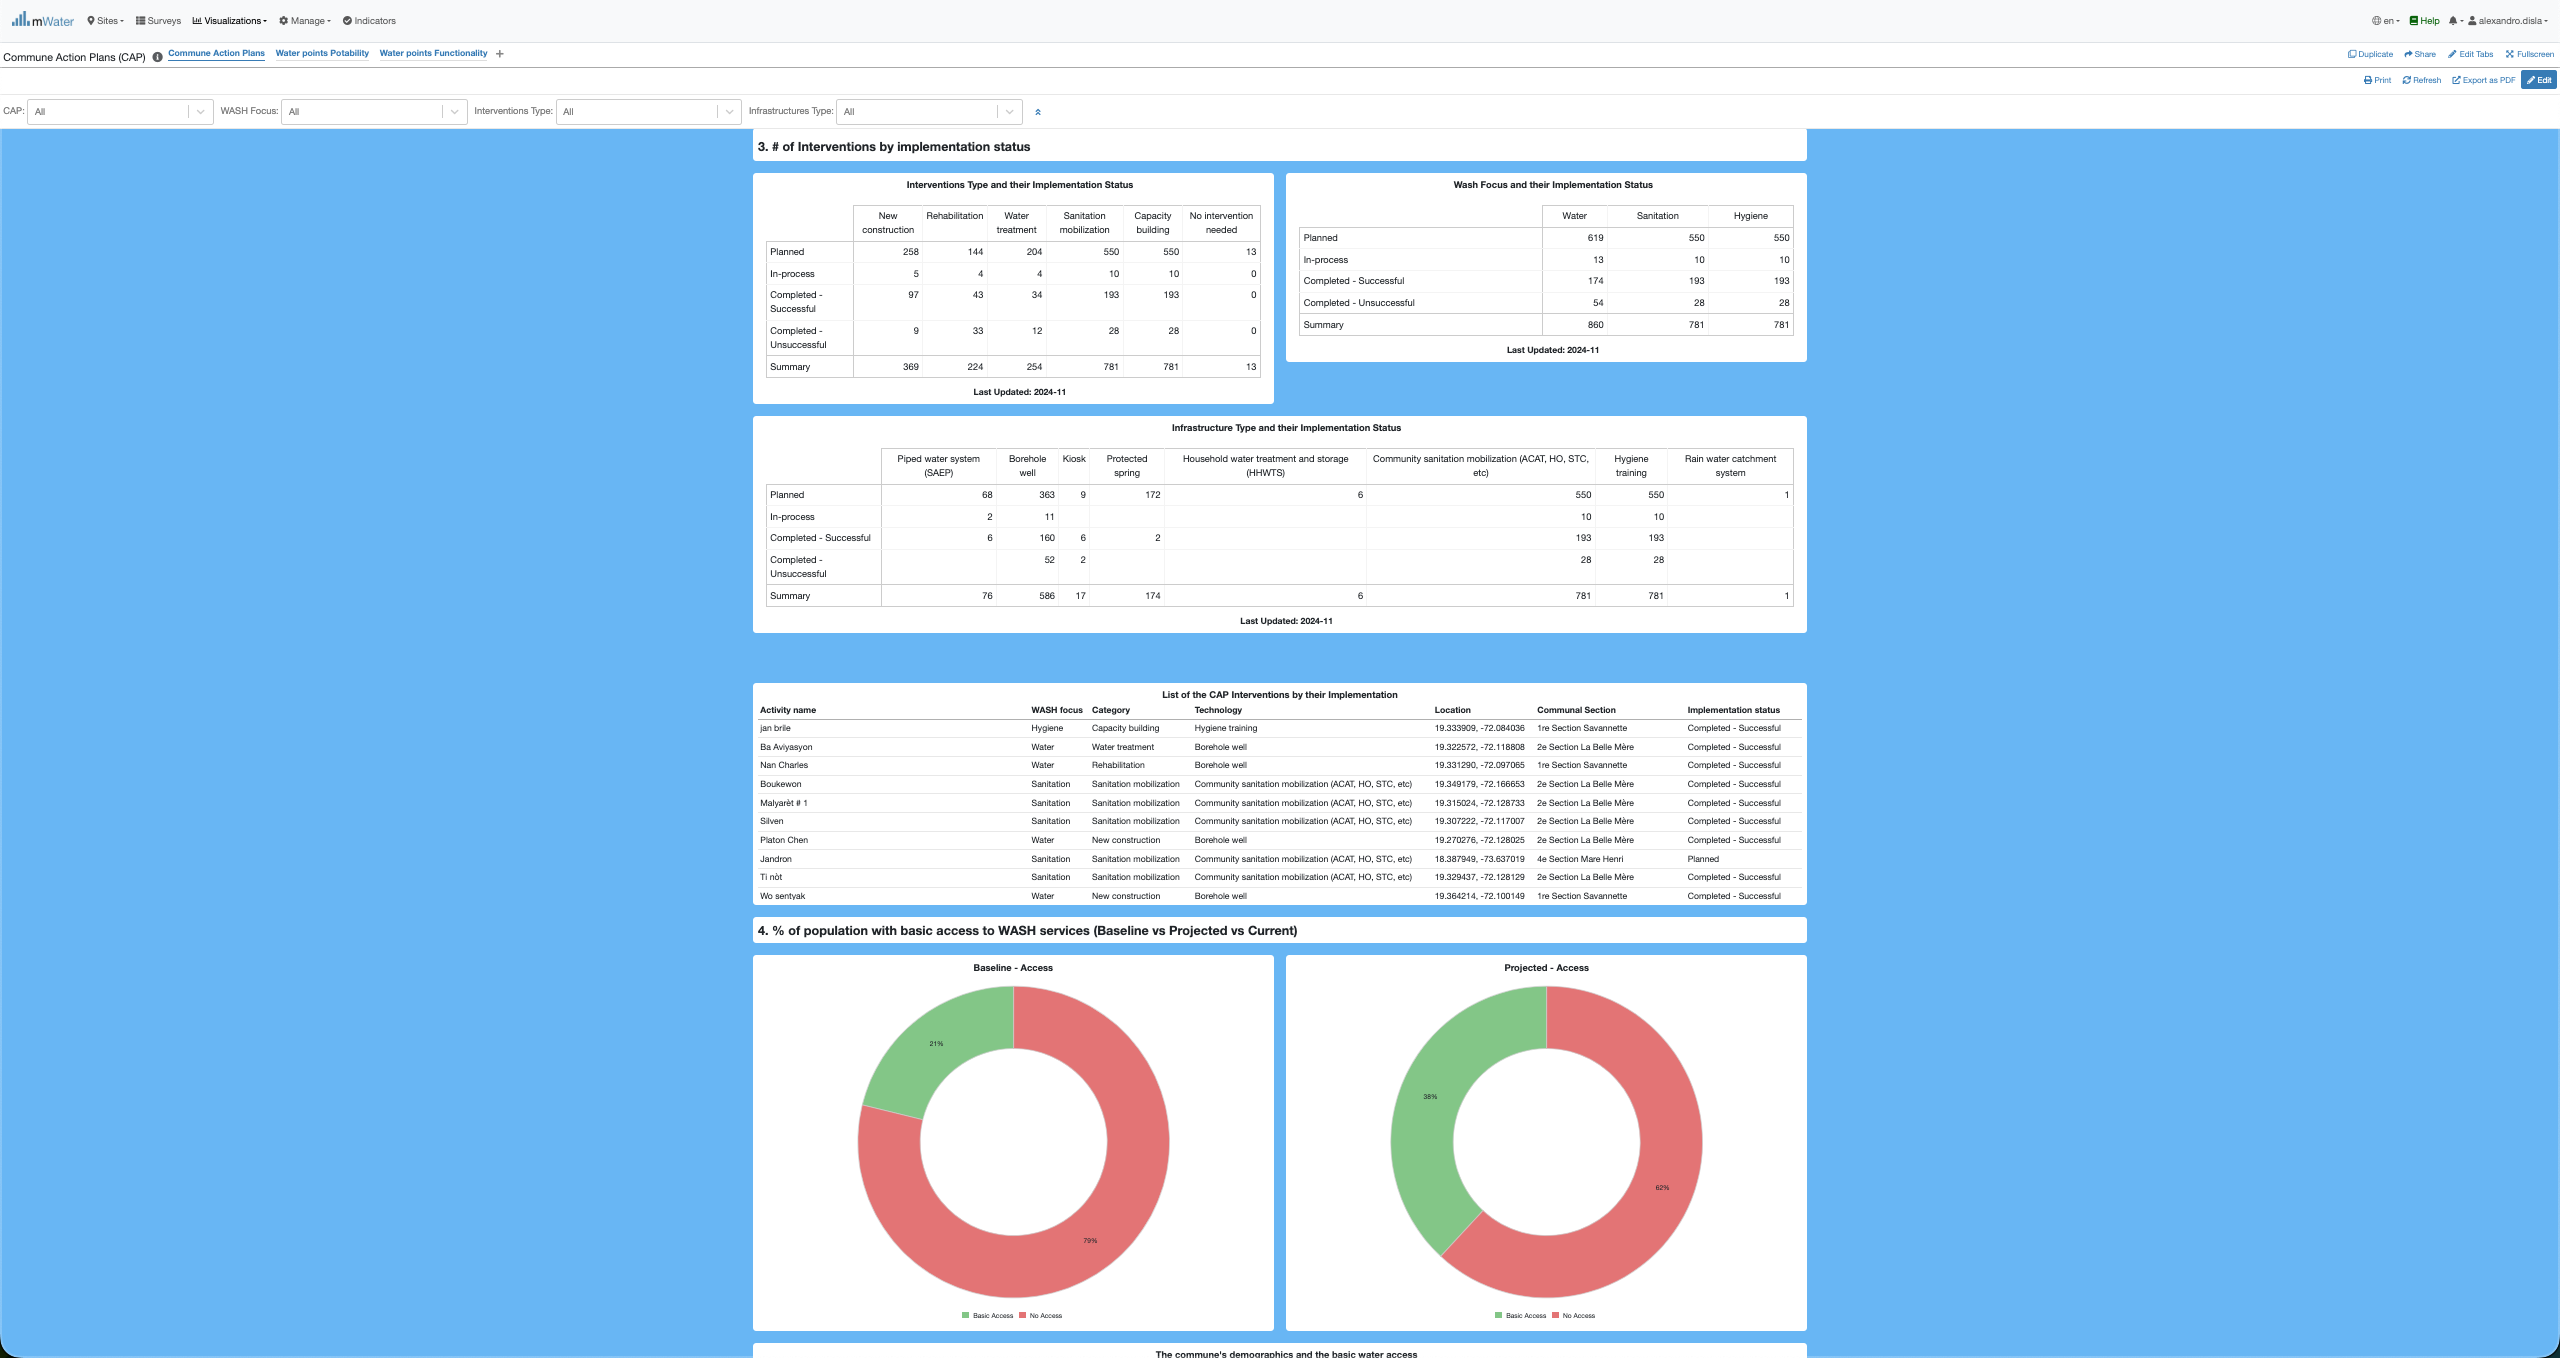 mWater Sites Surveys Visualizations Manage Indicators en Help alexandro.disla
Commune Action Plans (CAP) Commune Action Plans Water points Potability Water points Functionality + Duplicate Share Edit Tabs Fullscreen
Print Refresh Export as PDF Edit
CAP: All WASH Focus: All Interventions Type: All Infrastructures Type: All
3. # of Interventions by implementation status
Interventions Type and their Implementation Status
New construction Rehabilitation Water treatment Sanitation mobilization Capacity building No intervention needed
Planned 258 144 204 550 550 13
In-process 5 4 4 10 10 0
Completed - Successful 97 43 34 193 193 0
Completed - Unsuccessful 9 33 12 28 28 0
Summary 369 224 254 781 781 13
Last Updated: 2024-11
Wash Focus and their Implementation Status
Water Sanitation Hygiene
Planned 619 550 550
In-process 13 10 10
Completed - Successful 174 193 193
Completed - Unsuccessful 54 28 28
Summary 860 781 781
Last Updated: 2024-11
Infrastructure Type and their Implementation Status
Piped water system (SAEP) Borehole well Kiosk Protected spring Household water treatment and storage (HHWTS) Community sanitation mobilization (ACAT, HO, STC, etc) Hygiene training Rain water catchment system
Planned 68 363 9 172 6 550 550 1
In-process 2 11 10 10
Completed - Successful 6 160 6 2 193 193
Completed - Unsuccessful 52 2 28 28
Summary 76 586 17 174 6 781 781 1
Last Updated: 2024-11
List of the CAP Interventions by their Implementation
Activity name WASH focus Category Technology Location Communal Section Implementation status
jan brile Hygiene Capacity building Hygiene training 19.333909, -72.084036 1re Section Savannette Completed - Successful
Ba Aviyasyon Water Water treatment Borehole well 19.322572, -72.118808 2e Section La Belle Mère Completed - Successful
Nan Charles Water Rehabilitation Borehole well 19.331290, -72.097065 1re Section Savannette Completed - Successful
Boukewon Sanitation Sanitation mobilization Community sanitation mobilization (ACAT, HO, STC, etc) 19.349179, -72.166653 2e Section La Belle Mère Completed - Successful
Malyarèt # 1 Sanitation Sanitation mobilization Community sanitation mobilization (ACAT, HO, STC, etc) 19.315024, -72.128733 2e Section La Belle Mère Completed - Successful
Silven Sanitation Sanitation mobilization Community sanitation mobilization (ACAT, HO, STC, etc) 19.307222, -72.117007 2e Section La Belle Mère Completed - Successful
Platon Chen Water New construction Borehole well 19.270276, -72.128025 2e Section La Belle Mère Completed - Successful
Jandron Sanitation Sanitation mobilization Community sanitation mobilization (ACAT, HO, STC, etc) 18.387949, -73.637019 4e Section Mare Henri Planned
Ti nòt Sanitation Sanitation mobilization Community sanitation mobilization (ACAT, HO, STC, etc) 19.329437, -72.128129 2e Section La Belle Mère Completed - Successful
Wo sentyak Water New construction Borehole well 19.364214, -72.100149 1re Section Savannette Completed - Successful
4. % of population with basic access to WASH services (Baseline vs Projected vs Current)
Baseline - Access
21%
79%
Basic Access No Access
Projected - Access
38%
62%
Basic Access No Access
The commune's demographics and the basic water access